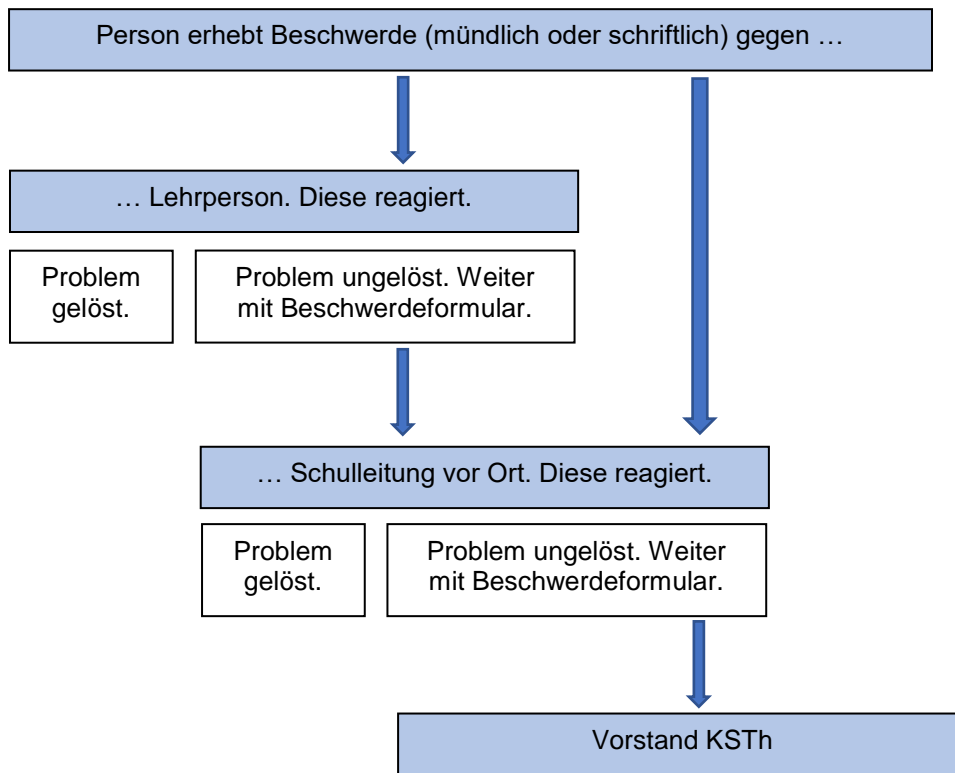 Person erhebt Beschwerde (mündlich oder schriftlich) gegen …
… Lehrperson. Diese reagiert.
Problem
gelöst.
Problem ungelöst. Weiter
mit Beschwerdeformular.
… Schulleitung vor Ort. Diese reagiert.
Problem
gelöst.
Problem ungelöst. Weiter
mit Beschwerdeformular.
Vorstand KSTh